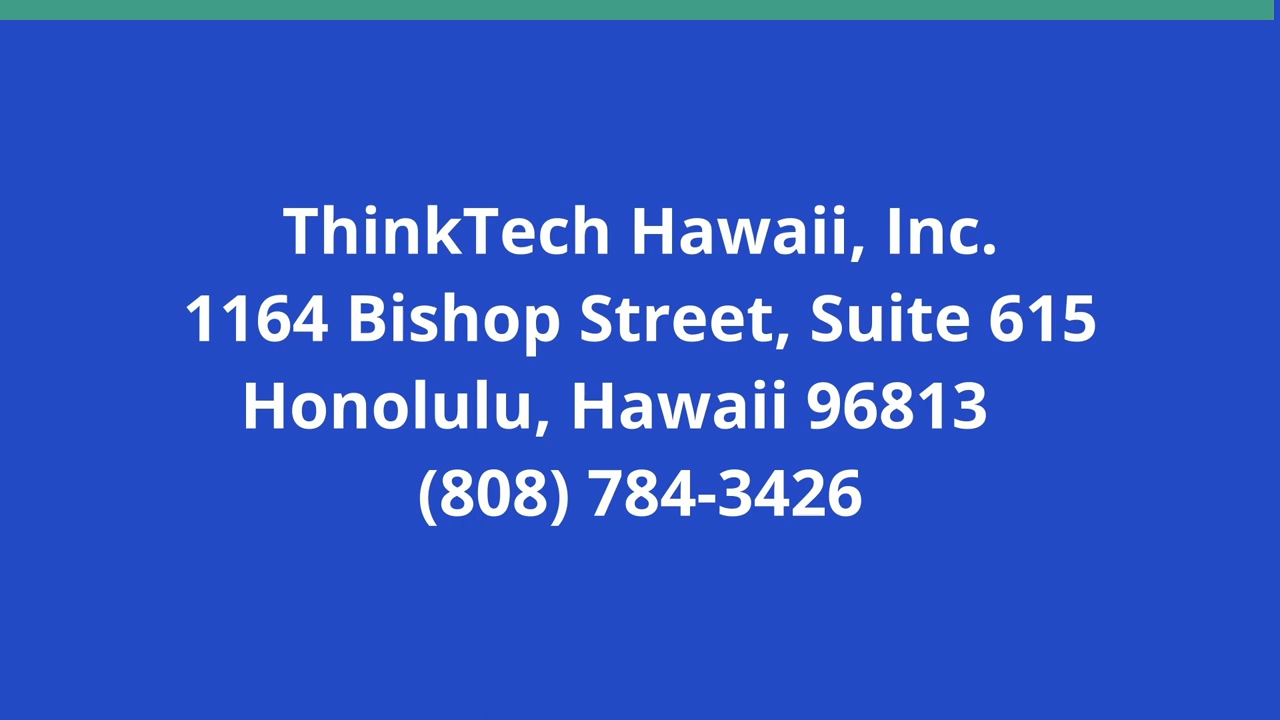 ThinkTech Hawaii, Inc.
1164 Bishop Street, Suite 615
Honolulu, Hawaii 96813
(808) 784-3426